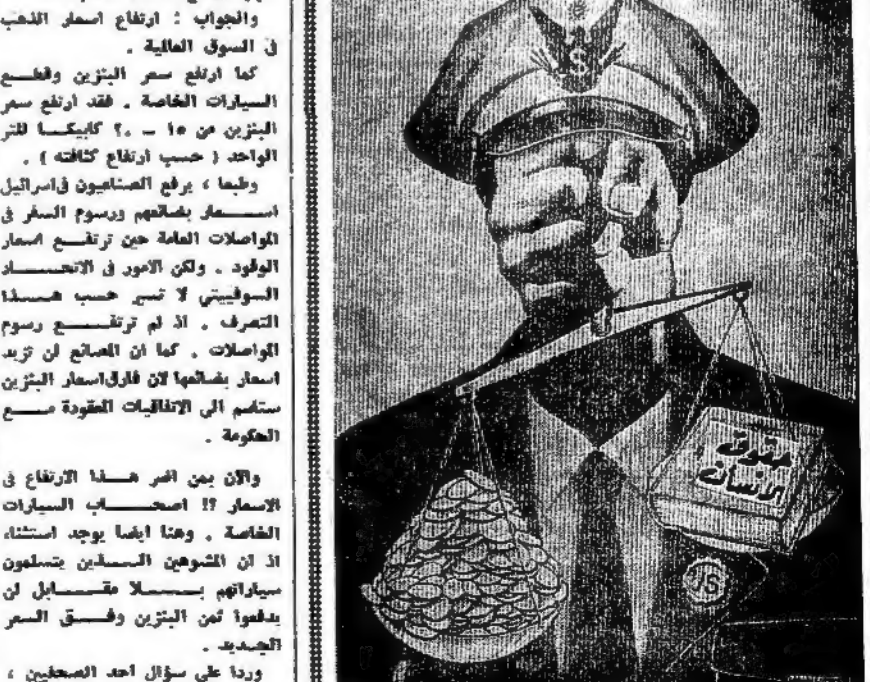 والجواب : ارتفاع اسعار الذهب
في السوق العالية .
كما ارتفع سعر البنزين وقطع
السيارات الخاصة . فقد ارتفع سعر
البنزين من ١٥ - ٢٠ كابيكا للتر
الواحد ( حسب ارتفاع كثافته ) .
وطبعا ، يرفع الصناعيون في اسرائيل
اسعار بضائعهم ورسوم السفر في
المواصلات العامة حين ترتفع اسعار
الوقود . ولكن الامور في الاتحاد
السوفييتي لا تسير حسب هذا
التصرف . اذ لم ترتفع رسوم
المواصلات . كما ان المصانع لن تزيد
اسعار بضائعها لان فارق اسعار البنزين
ستاسم الى الاتفاقيات المعقودة مع
الحكومة .
والآن بمن اضر هذا الارتفاع في
الاسعار ؟! اصحاب السيارات
الخاصة . وهنا ايضا يوجد استثناء
اذ ان المشوهين الذين يتسلمون
سياراتهم بلا مقابل لن
يدفعوا ثمن البنزين وفق السعر
الجديد .
وردا على سؤال احد الصحفيين ،
$
حقوق
الانسان
US